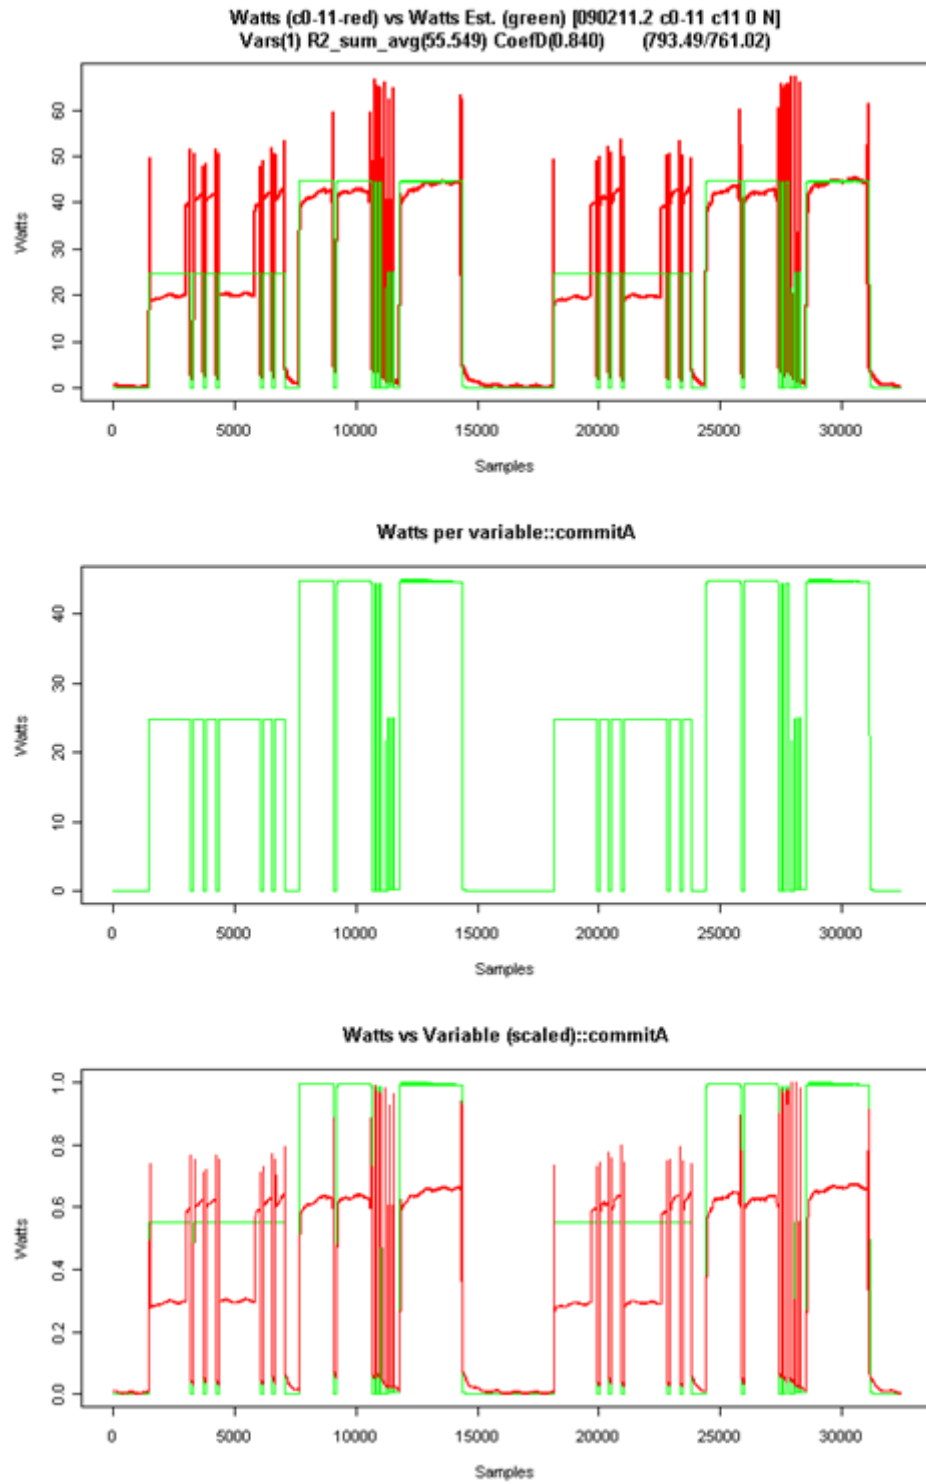 Watts (c0-11-red) vs Watts Est. (green) [090211.2 c0-11 c11 0 N]
Vars(1) R2_sum_avg(55.549) CoefD(0.840) (793.49/761.02)
Watts
60
50
40
30
20
10
0
0 5000 10000 15000 20000 25000 30000
Samples
Watts per variable::commitA
Watts
40
30
20
10
0
0 5000 10000 15000 20000 25000 30000
Samples
Watts vs Variable (scaled)::commitA
Watts
1.0
0.8
0.6
0.4
0.2
0.0
0 5000 10000 15000 20000 25000 30000
Samples